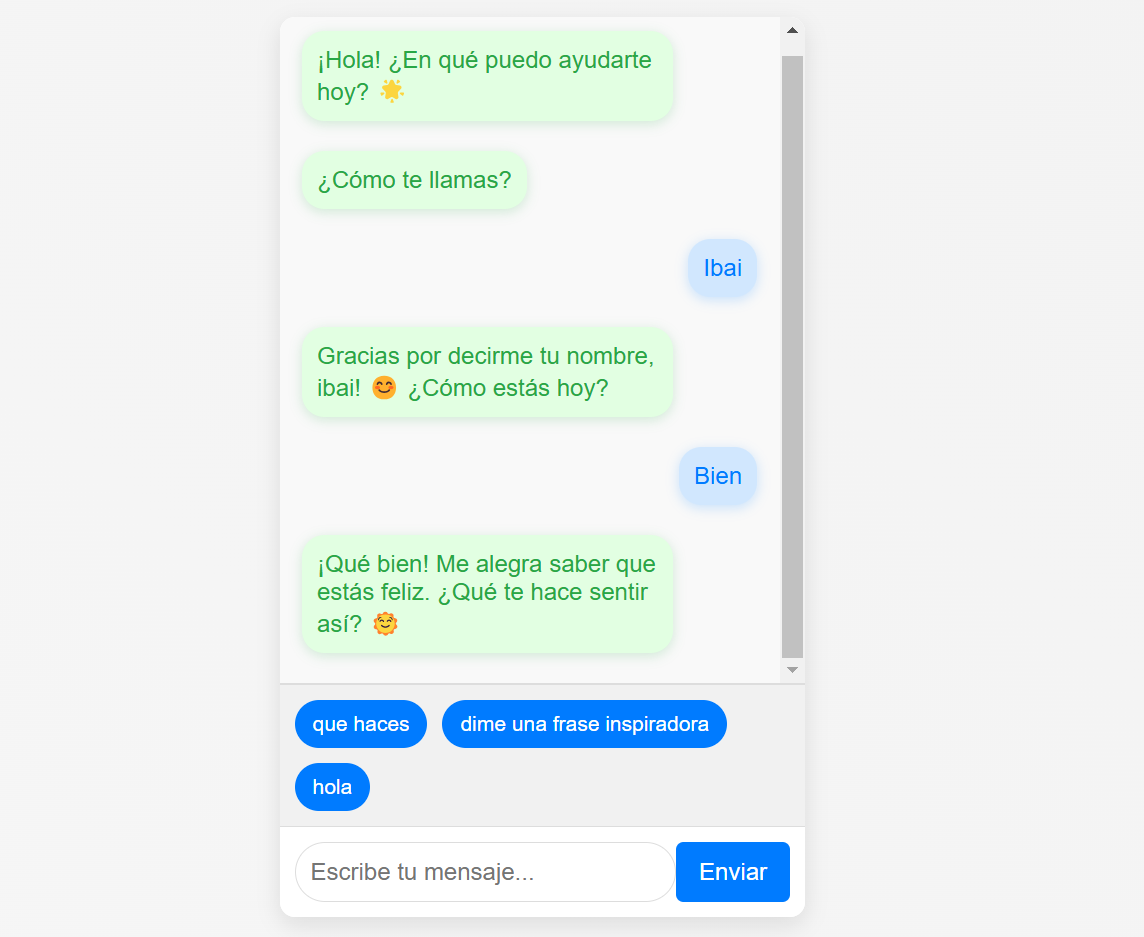 ¡Hola! ¿En qué puedo ayudarte
hoy? 🌟
¿Cómo te llamas?
Ibai
Gracias por decirme tu nombre,
ibai! 😊 ¿Cómo estás hoy?
Bien
¡Qué bien! Me alegra saber que
estás feliz. ¿Qué te hace sentir
así? 🌞
que haces
dime una frase inspiradora
hola
Escribe tu mensaje...
Enviar